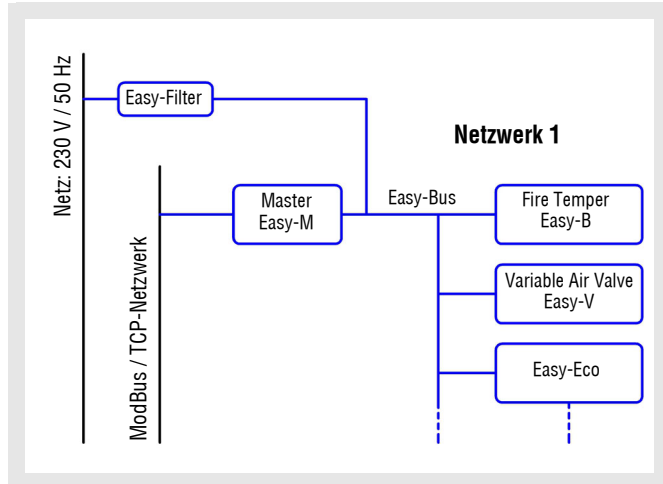 Netz: 230 V / 50 Hz
Easy-Filter
Netzwerk 1
ModBus / TCP-Netzwerk
Master
Easy-M
Easy-Bus
Fire Temper
Easy-B
Variable Air Valve
Easy-V
Easy-Eco